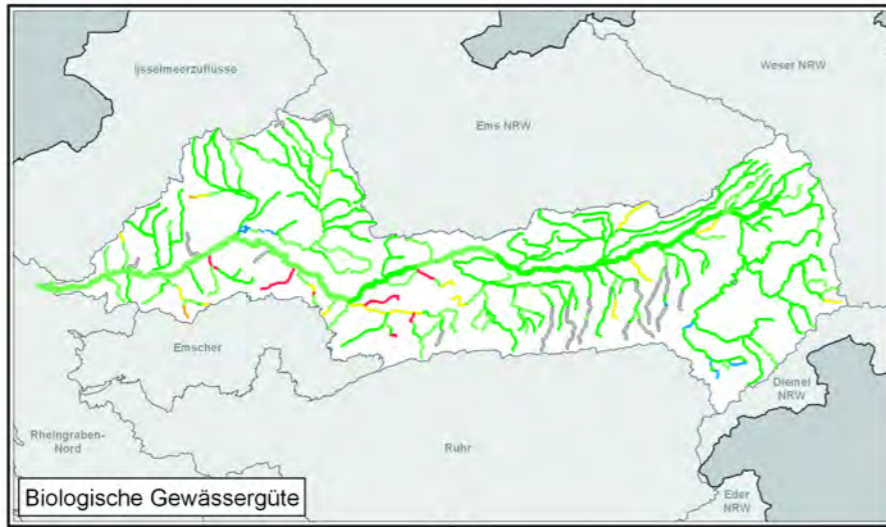 Ijsselmeerzuflüsse
Weser NRW
Ems NRW
Emscher
Diemel
NRW
Rheingraben-
Nord
Ruhr
Eder
NRW
Biologische Gewässergüte